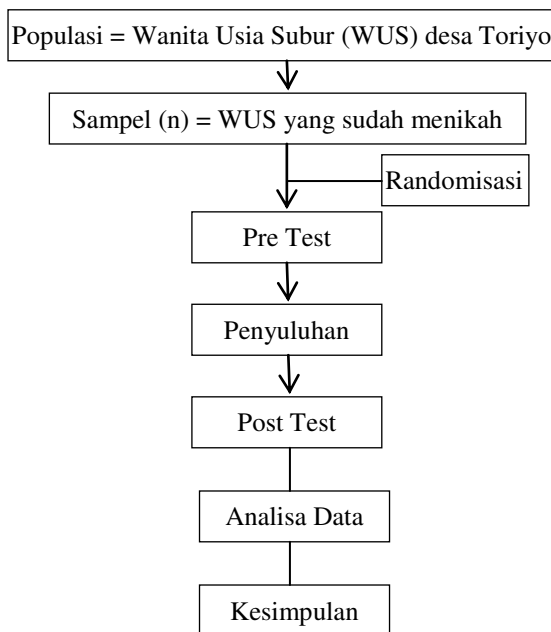 Populasi = Wanita Usia Subur (WUS) desa Toriyo
Sampel (n) = WUS yang sudah menikah
Randomisasi
Pre Test
Penyuluhan
Post Test
Analisa Data
Kesimpulan